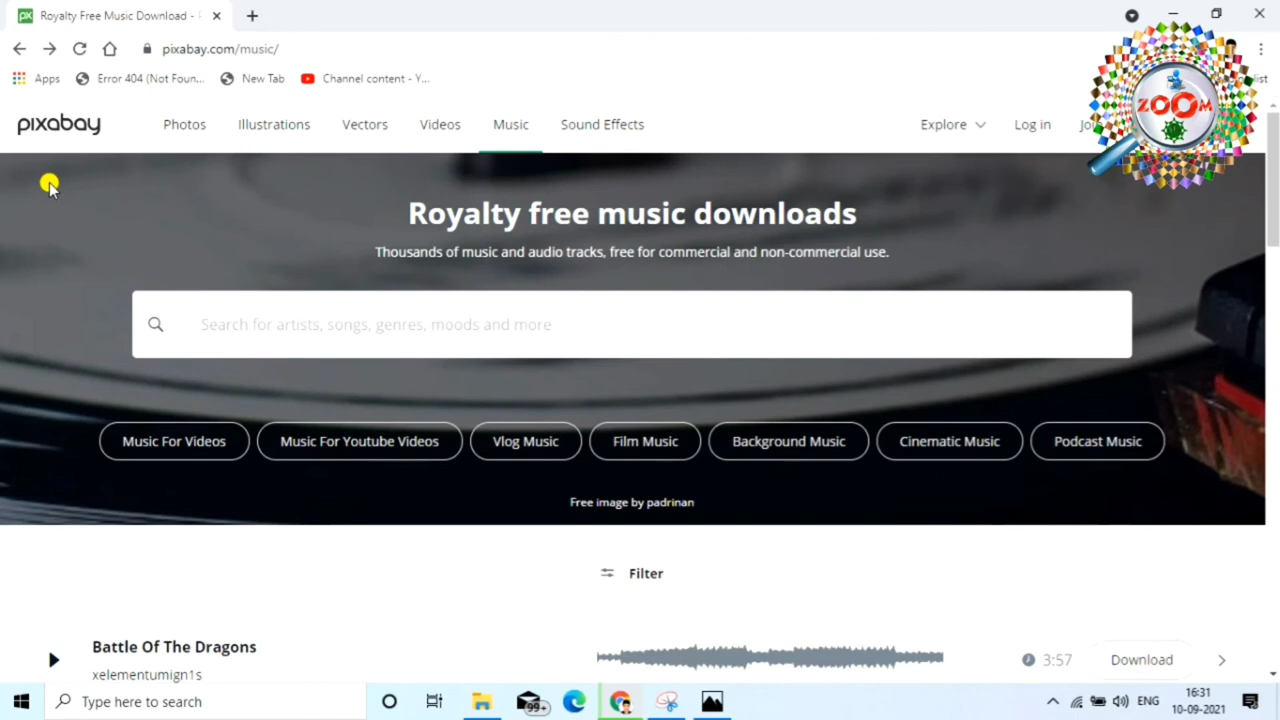 px Royalty Free Music Download -
pixabay.com/music/
Apps
Error 404 (Not Foun...
New Tab
Channel content - Y...
list
pixabay
Photos
Illustrations
Vectors
Videos
Music
Sound Effects
Explore
Log in
ZOOM
Royalty free music downloads
Thousands of music and audio tracks, free for commercial and non-commercial use.
Search for artists, songs, genres, moods and more
Music For Videos
Music For Youtube Videos
Vlog Music
Film Music
Background Music
Cinematic Music
Podcast Music
Free image by padrinan
Filter
Battle Of The Dragons
xelementumign1s
3:57
Download
Type here to search
99+
ENG
16:31
10-09-2021